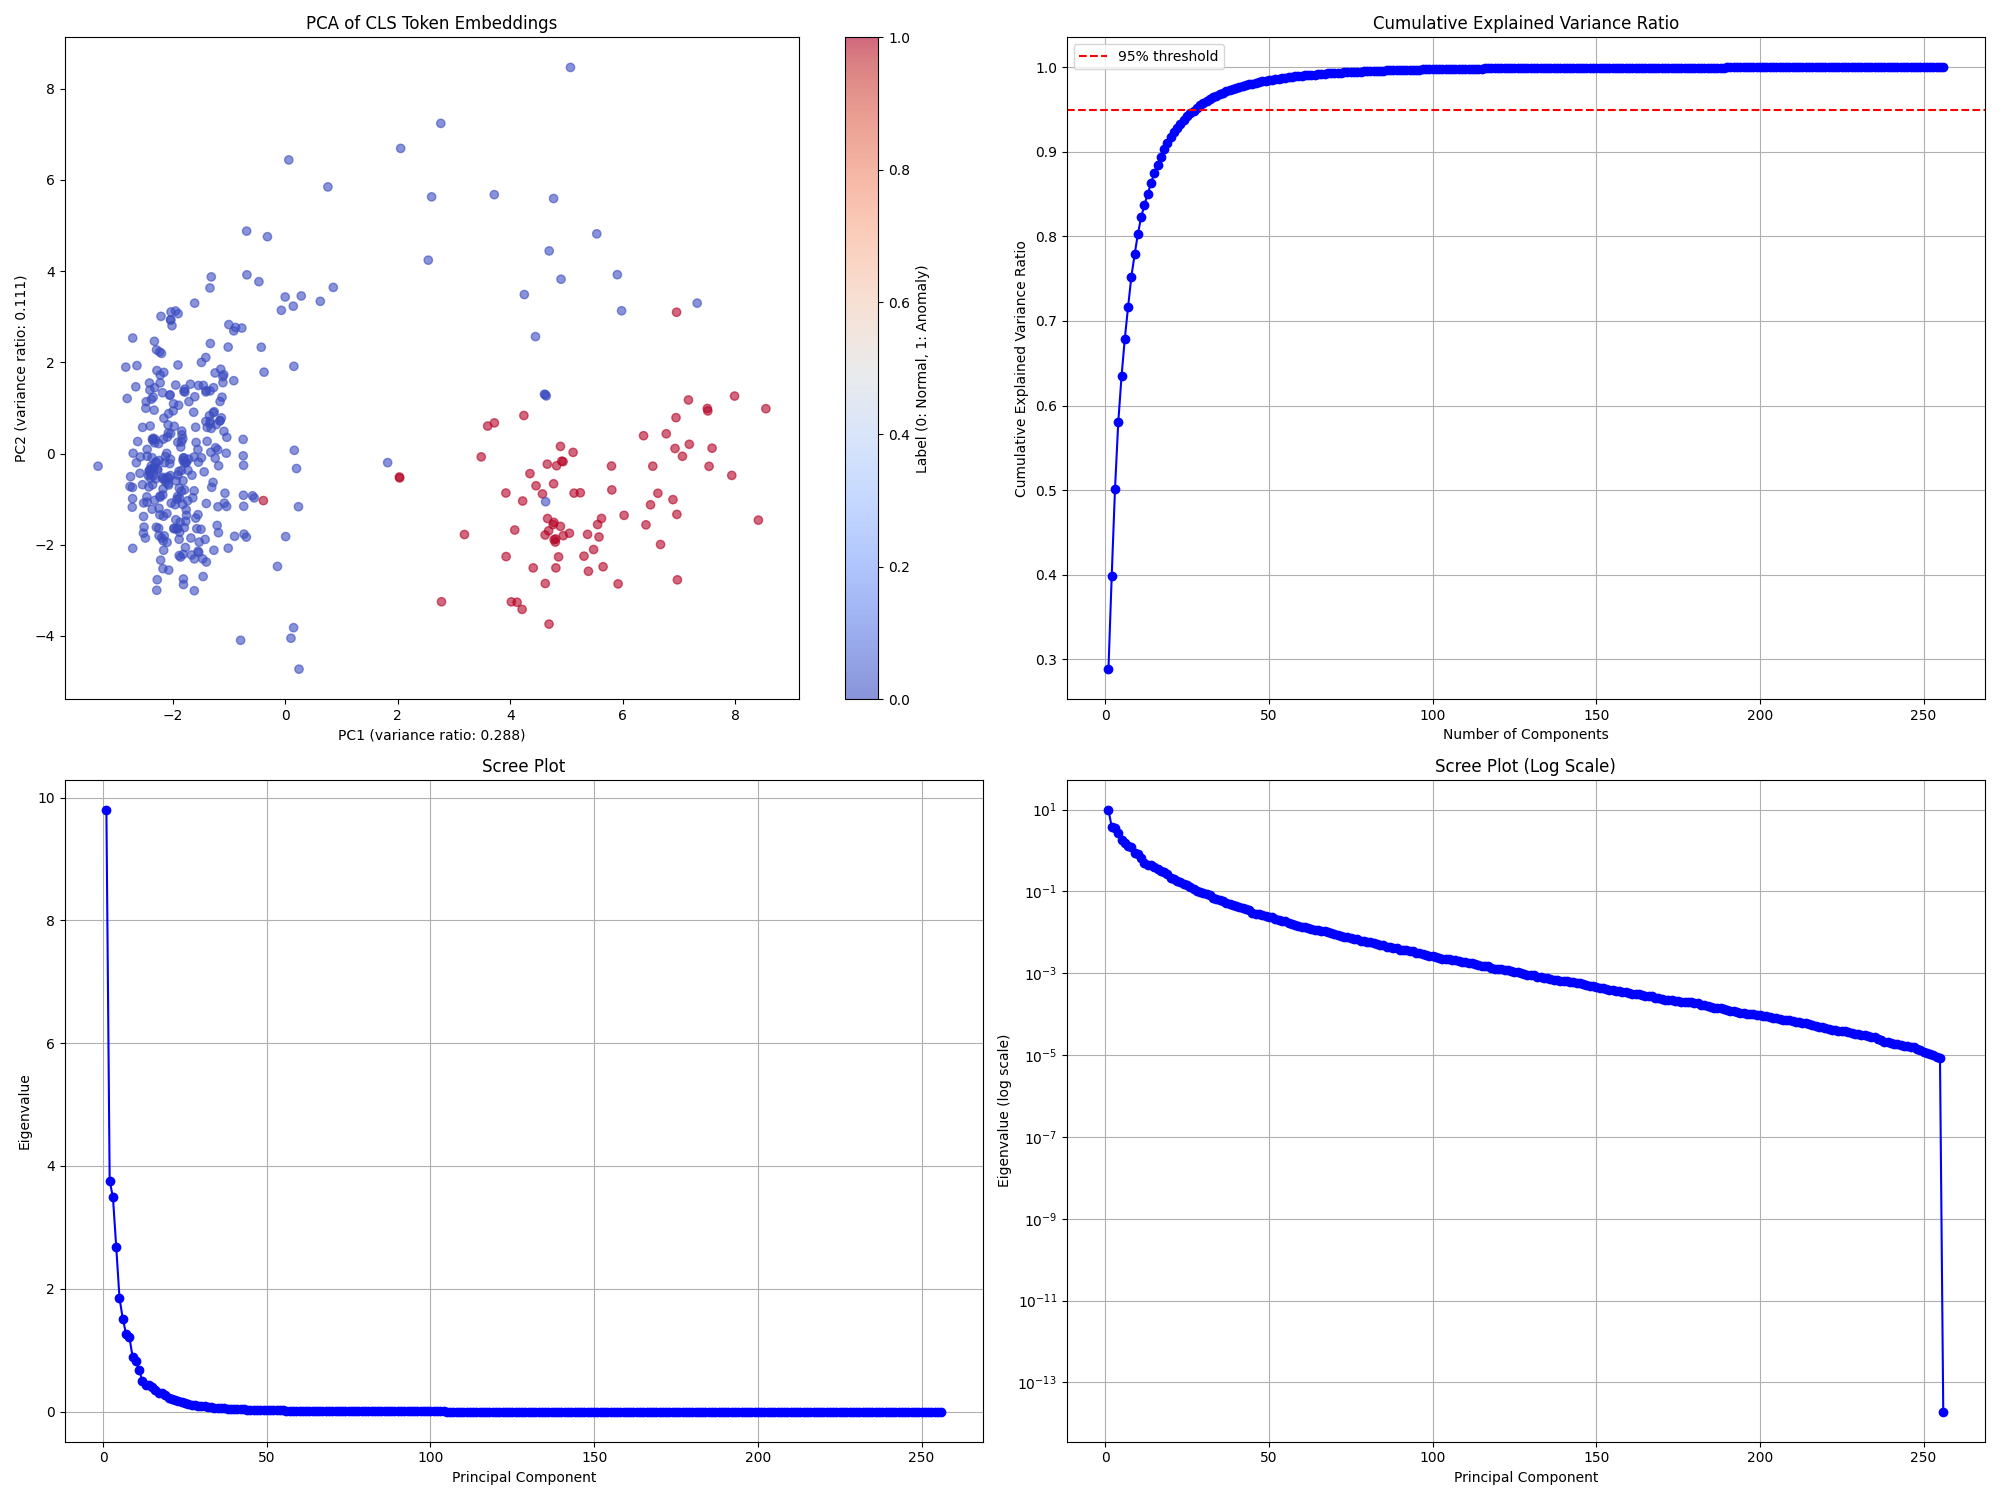 PCA of CLS Token Embeddings
8
6
4
2
0
−2
−4
PC2 (variance ratio: 0.111)
−2 0 2 4 6 8
PC1 (variance ratio: 0.288)
1.0
0.8
0.6
0.4
0.2
0.0
Label (0: Normal, 1: Anomaly)
Cumulative Explained Variance Ratio
95% threshold
1.0
0.9
0.8
0.7
0.6
0.5
0.4
0.3
Cumulative Explained Variance Ratio
0 50 100 150 200 250
Number of Components
Scree Plot
10
8
6
4
2
0
Eigenvalue
0 50 100 150 200 250
Principal Component
Scree Plot (Log Scale)
10¹
10⁻¹
10⁻³
10⁻⁵
10⁻⁷
10⁻⁹
10⁻¹¹
10⁻¹³
Eigenvalue (log scale)
0 50 100 150 200 250
Principal Component